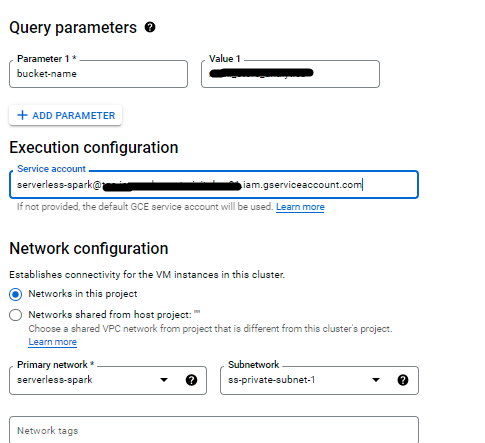 Query parameters
Parameter 1 *
Value 1
bucket-name
ADD PARAMETER
Execution configuration
Service account
serverless-spark@ .iam.gserviceaccount.com
If not provided, the default GCE service account will be used. Learn more
Network configuration
Establishes connectivity for the VM instances in this cluster.
Networks in this project
Networks shared from host project: ""
Choose a shared VPC network from project that is different from this cluster's project.
Learn more
Primary network *
Subnetwork
serverless-spark
ss-private-subnet-1
Network tags